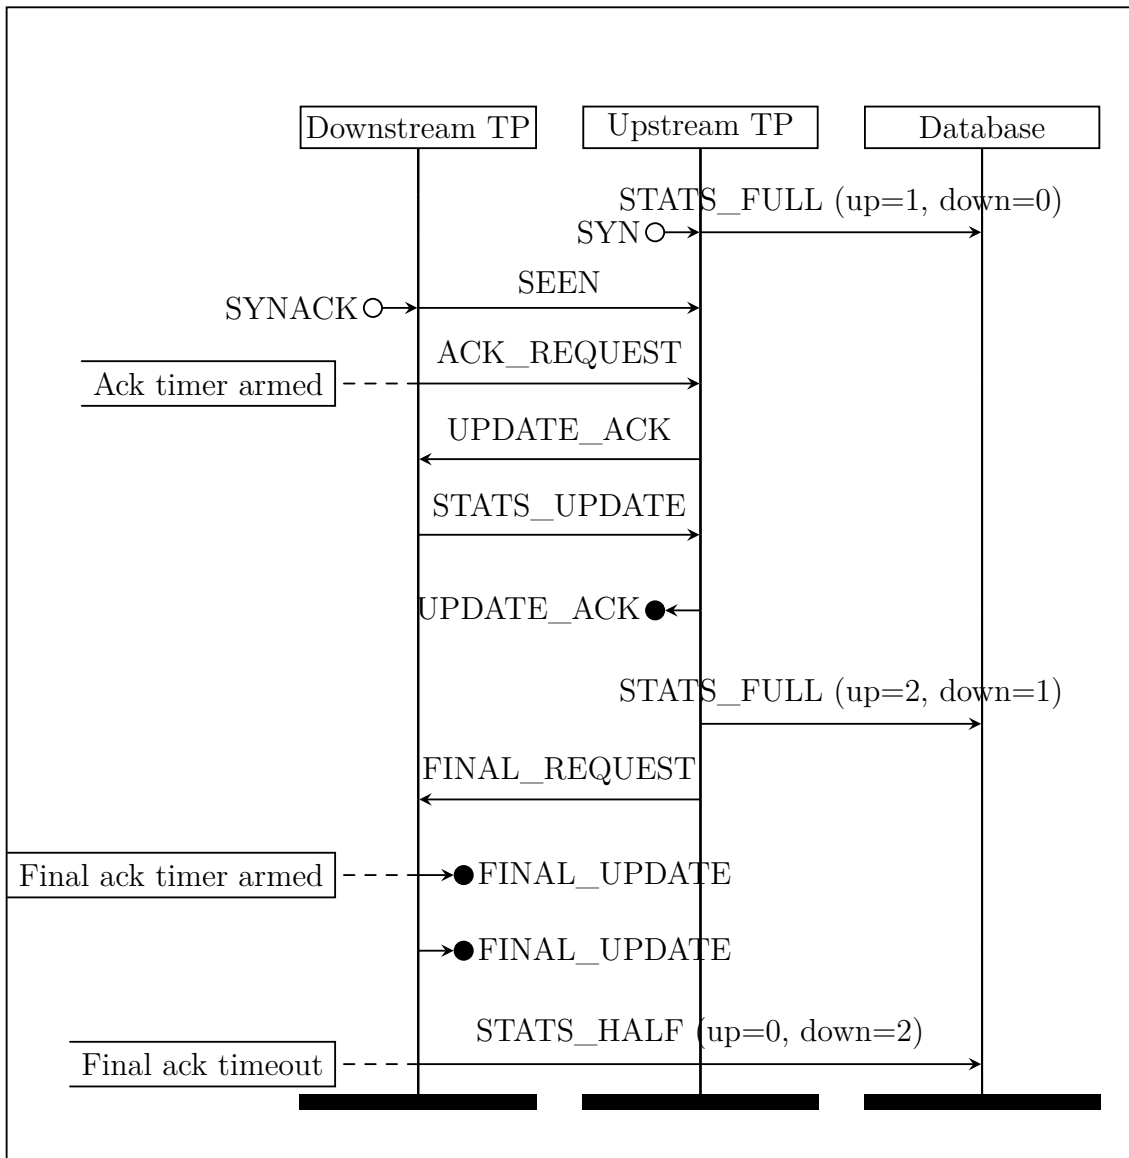 Downstream TP
Upstream TP
Database
STATS_FULL (up=1, down=0)
SYN
SEEN
SYNACK
ACK_REQUEST
Ack timer armed
UPDATE_ACK
STATS_UPDATE
UPDATE_ACK
STATS_FULL (up=2, down=1)
FINAL_REQUEST
Final ack timer armed
FINAL_UPDATE
FINAL_UPDATE
STATS_HALF (up=0, down=2)
Final ack timeout